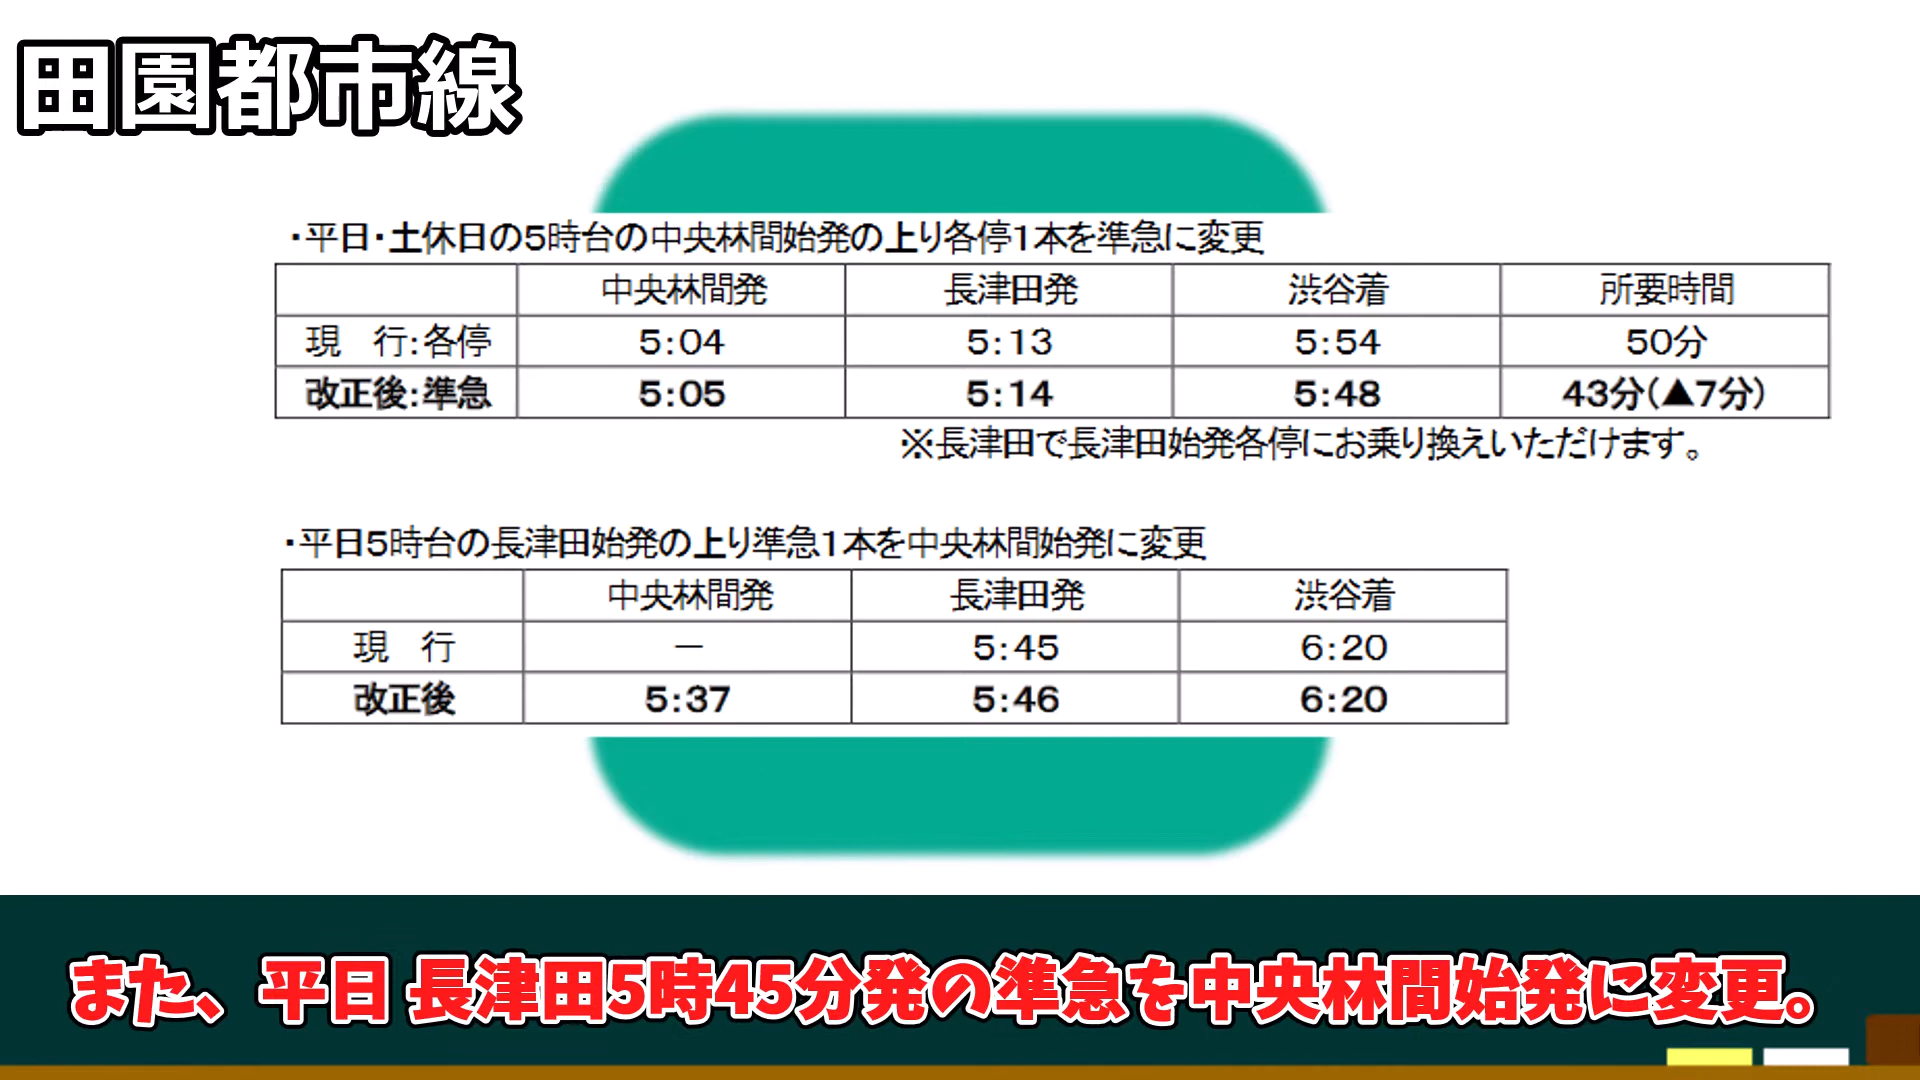 田園都市線
・平日・土休日の5時台の中央林間始発の上り各停1本を準急に変更
中央林間発 長津田発 渋谷着 所要時間
現　行:各停 5:04 5:13 5:54 50分
改正後:準急 5:05 5:14 5:48 43分(▲7分)
※長津田で長津田始発各停にお乗り換えいただけます。
・平日5時台の長津田始発の上り準急1本を中央林間始発に変更
中央林間発 長津田発 渋谷着
現　行 － 5:45 6:20
改正後 5:37 5:46 6:20
また、平日 長津田5時45分発の準急を中央林間始発に変更。